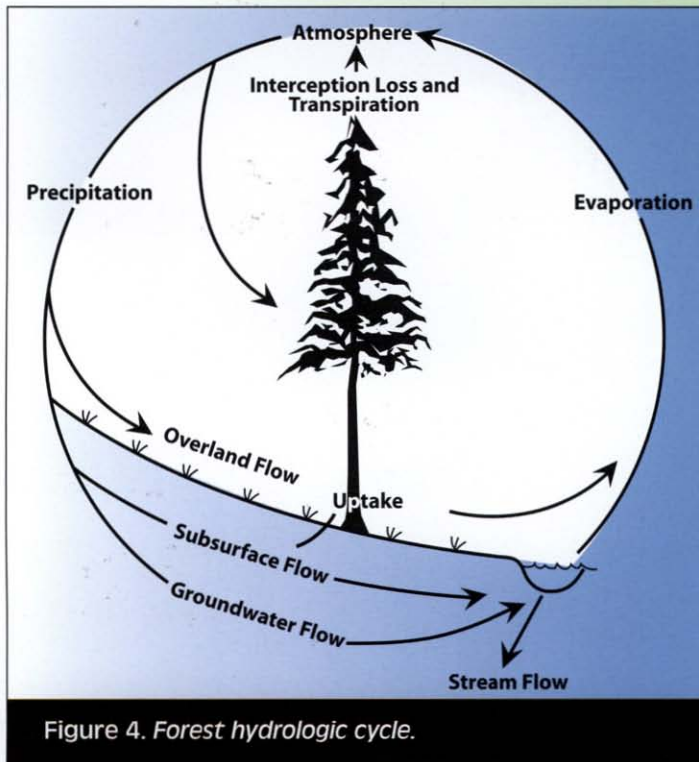 Atmosphere
Interception Loss and
Transpiration
Precipitation
Evaporation
Overland Flow
Uptake
Subsurface Flow
Groundwater Flow
Stream Flow
Figure 4. Forest hydrologic cycle.